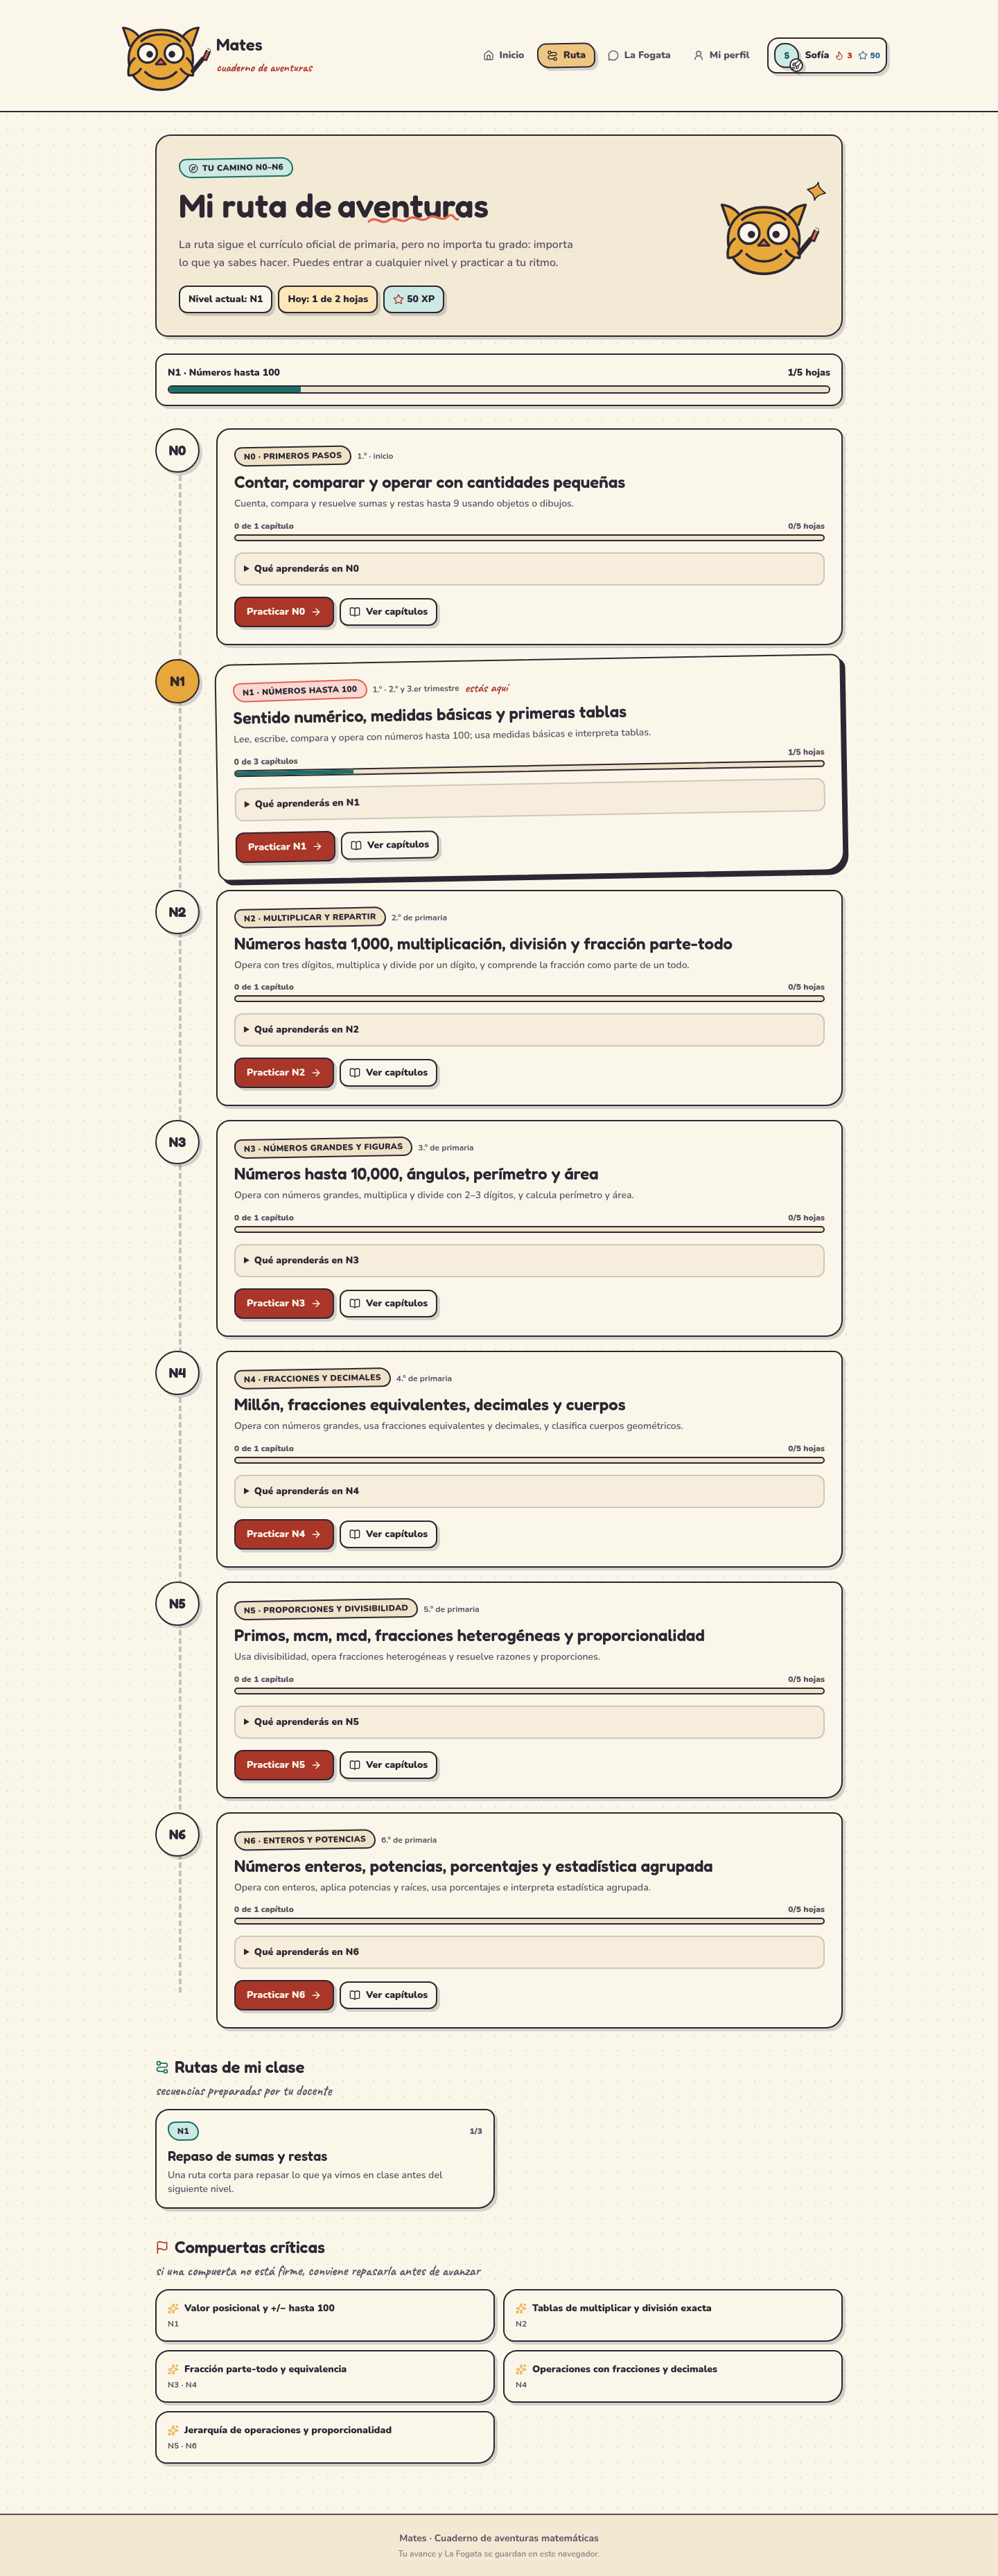 Mates
cuaderno de aventuras
Inicio
Ruta
La Fogata
Mi perfil
S
Sofía
3
50
TU CAMINO N0–N6
Mi ruta de aventuras
La ruta sigue el currículo oficial de primaria, pero no importa tu grado: importa
lo que ya sabes hacer. Puedes entrar a cualquier nivel y practicar a tu ritmo.
Nivel actual: N1
Hoy: 1 de 2 hojas
50 XP
N1 · Números hasta 100
1/5 hojas
N0
N0 · PRIMEROS PASOS
1.º · inicio
Contar, comparar y operar con cantidades pequeñas
Cuenta, compara y resuelve sumas y restas hasta 9 usando objetos o dibujos.
0 de 1 capítulo
0/5 hojas
Qué aprenderás en N0
Practicar N0 →
Ver capítulos
N1
N1 · NÚMEROS HASTA 100
1.º · 2.º y 3.er trimestre
estás aquí
Sentido numérico, medidas básicas y primeras tablas
Lee, escribe, compara y opera con números hasta 100; usa medidas básicas e interpreta tablas.
0 de 3 capítulos
1/5 hojas
Qué aprenderás en N1
Practicar N1 →
Ver capítulos
N2
N2 · MULTIPLICAR Y REPARTIR
2.º de primaria
Números hasta 1,000, multiplicación, división y fracción parte-todo
Opera con tres dígitos, multiplica y divide por un dígito, y comprende la fracción como parte de un todo.
0 de 1 capítulo
0/5 hojas
Qué aprenderás en N2
Practicar N2 →
Ver capítulos
N3
N3 · NÚMEROS GRANDES Y FIGURAS
3.º de primaria
Números hasta 10,000, ángulos, perímetro y área
Opera con números grandes, multiplica y divide con 2–3 dígitos, y calcula perímetro y área.
0 de 1 capítulo
0/5 hojas
Qué aprenderás en N3
Practicar N3 →
Ver capítulos
N4
N4 · FRACCIONES Y DECIMALES
4.º de primaria
Millón, fracciones equivalentes, decimales y cuerpos
Opera con números grandes, usa fracciones equivalentes y decimales, y clasifica cuerpos geométricos.
0 de 1 capítulo
0/5 hojas
Qué aprenderás en N4
Practicar N4 →
Ver capítulos
N5
N5 · PROPORCIONES Y DIVISIBILIDAD
5.º de primaria
Primos, mcm, mcd, fracciones heterogéneas y proporcionalidad
Usa divisibilidad, opera fracciones heterogéneas y resuelve razones y proporciones.
0 de 1 capítulo
0/5 hojas
Qué aprenderás en N5
Practicar N5 →
Ver capítulos
N6
N6 · ENTEROS Y POTENCIAS
6.º de primaria
Números enteros, potencias, porcentajes y estadística agrupada
Opera con enteros, aplica potencias y raíces, usa porcentajes e interpreta estadística agrupada.
0 de 1 capítulo
0/5 hojas
Qué aprenderás en N6
Practicar N6 →
Ver capítulos
Rutas de mi clase
secuencias preparadas por tu docente
N1
1/3
Repaso de sumas y restas
Una ruta corta para repasar lo que ya vimos en clase antes del
siguiente nivel.
Compuertas críticas
si una compuerta no está firme, conviene repasarla antes de avanzar
Valor posicional y +/− hasta 100
N1
Tablas de multiplicar y división exacta
N2
Fracción parte-todo y equivalencia
N3 · N4
Operaciones con fracciones y decimales
N4
Jerarquía de operaciones y proporcionalidad
N5 · N6
Mates · Cuaderno de aventuras matemáticas
Tu avance y La Fogata se guardan en este navegador.